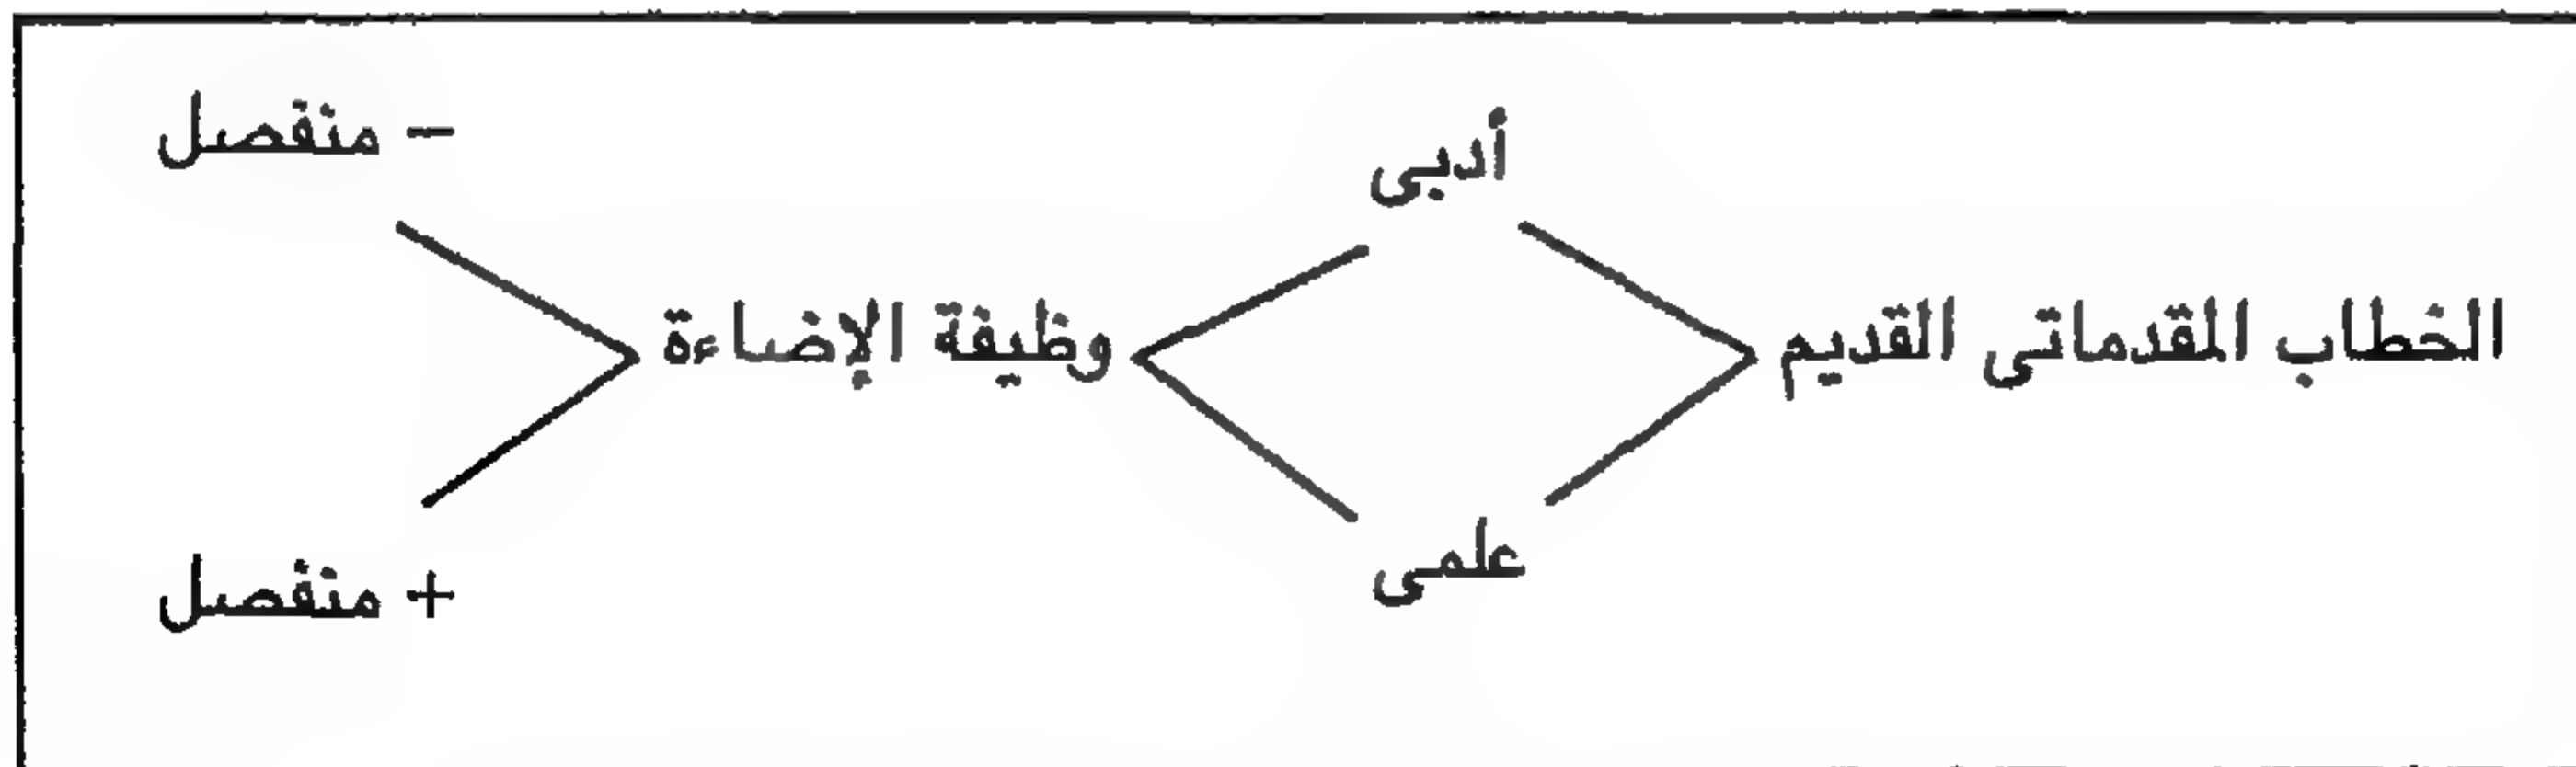 أدبى
- منفصل
الخطاب المقدماتى القديم
وظيفة الإضاءة
علمى
+ منفصل